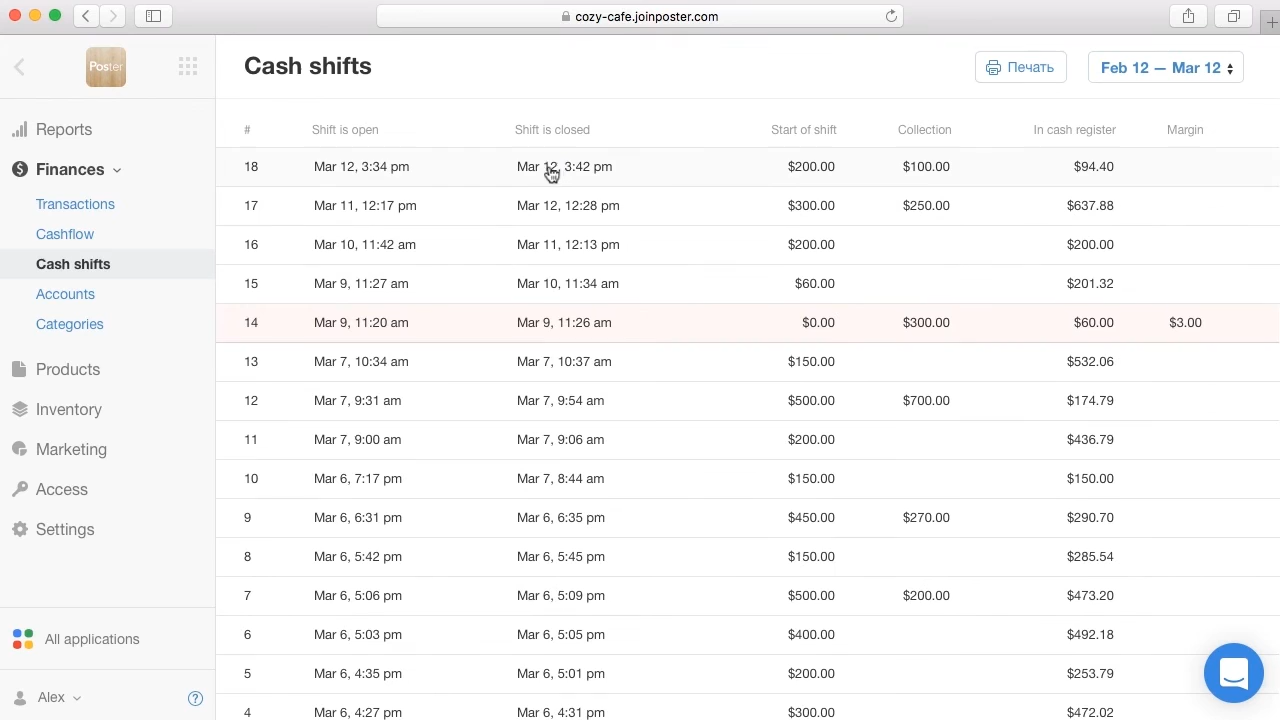 cozy-cafe.joinposter.com
Poster
Cash shifts
Печать
Feb 12 — Mar 12
Reports
Finances
Transactions
Cashflow
Cash shifts
Accounts
Categories
Products
Inventory
Marketing
Access
Settings
All applications
Alex
?
# Shift is open Shift is closed Start of shift Collection In cash register Margin
18 Mar 12, 3:34 pm Mar 12, 3:42 pm $200.00 $100.00 $94.40
17 Mar 11, 12:17 pm Mar 12, 12:28 pm $300.00 $250.00 $637.88
16 Mar 10, 11:42 am Mar 11, 12:13 pm $200.00 $200.00
15 Mar 9, 11:27 am Mar 10, 11:34 am $60.00 $201.32
14 Mar 9, 11:20 am Mar 9, 11:26 am $0.00 $300.00 $60.00 $3.00
13 Mar 7, 10:34 am Mar 7, 10:37 am $150.00 $532.06
12 Mar 7, 9:31 am Mar 7, 9:54 am $500.00 $700.00 $174.79
11 Mar 7, 9:00 am Mar 7, 9:06 am $200.00 $436.79
10 Mar 6, 7:17 pm Mar 7, 8:44 am $150.00 $150.00
9 Mar 6, 6:31 pm Mar 6, 6:35 pm $450.00 $270.00 $290.70
8 Mar 6, 5:42 pm Mar 6, 5:45 pm $150.00 $285.54
7 Mar 6, 5:06 pm Mar 6, 5:09 pm $500.00 $200.00 $473.20
6 Mar 6, 5:03 pm Mar 6, 5:05 pm $400.00 $492.18
5 Mar 6, 4:35 pm Mar 6, 5:01 pm $200.00 $253.79
4 Mar 6, 4:27 pm Mar 6, 4:31 pm $300.00 $472.02